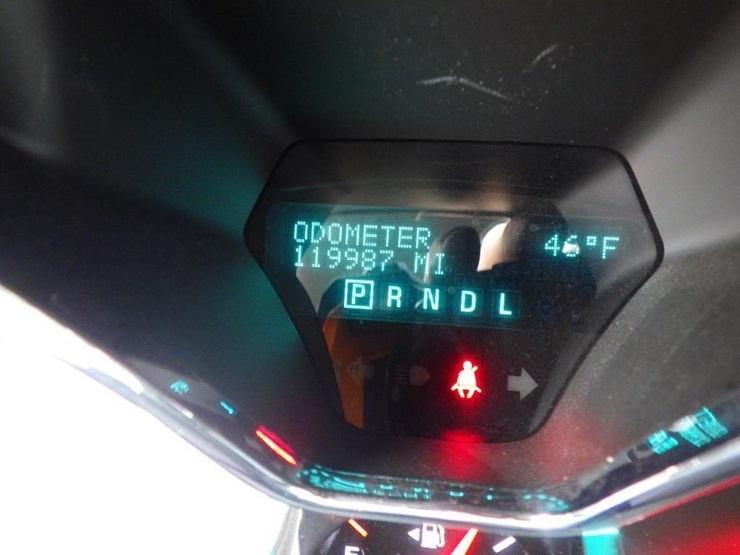 ODOMETER 46°F
119987 MI
P R N D L